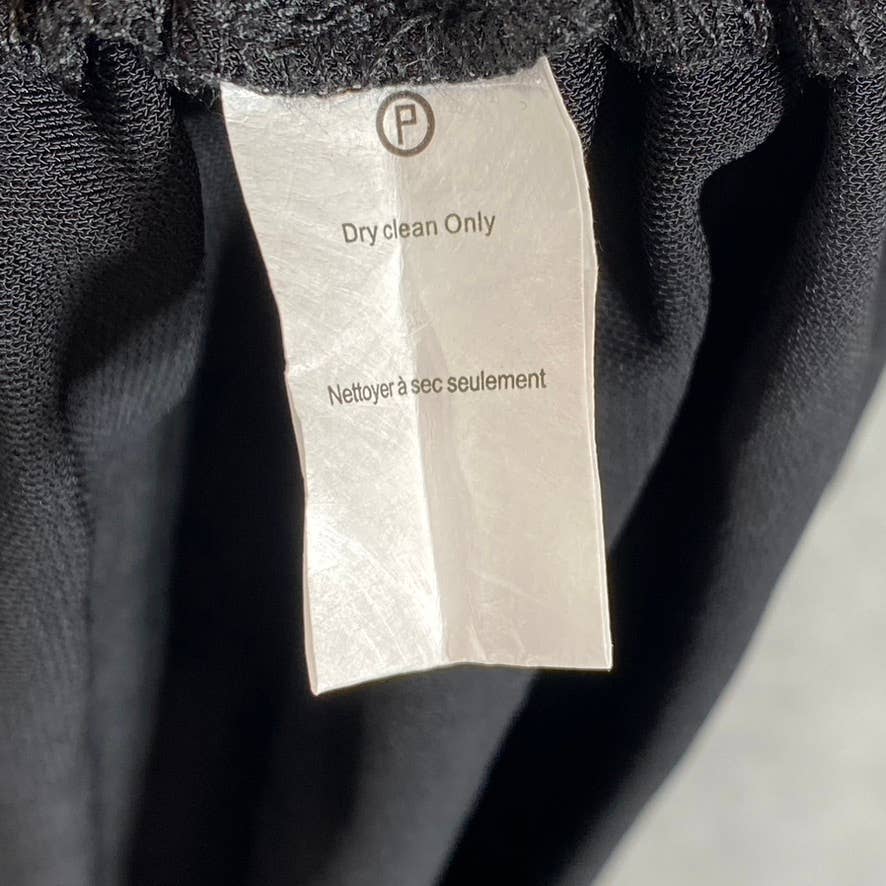 P
Dry clean Only
Nettoyer à sec seulement